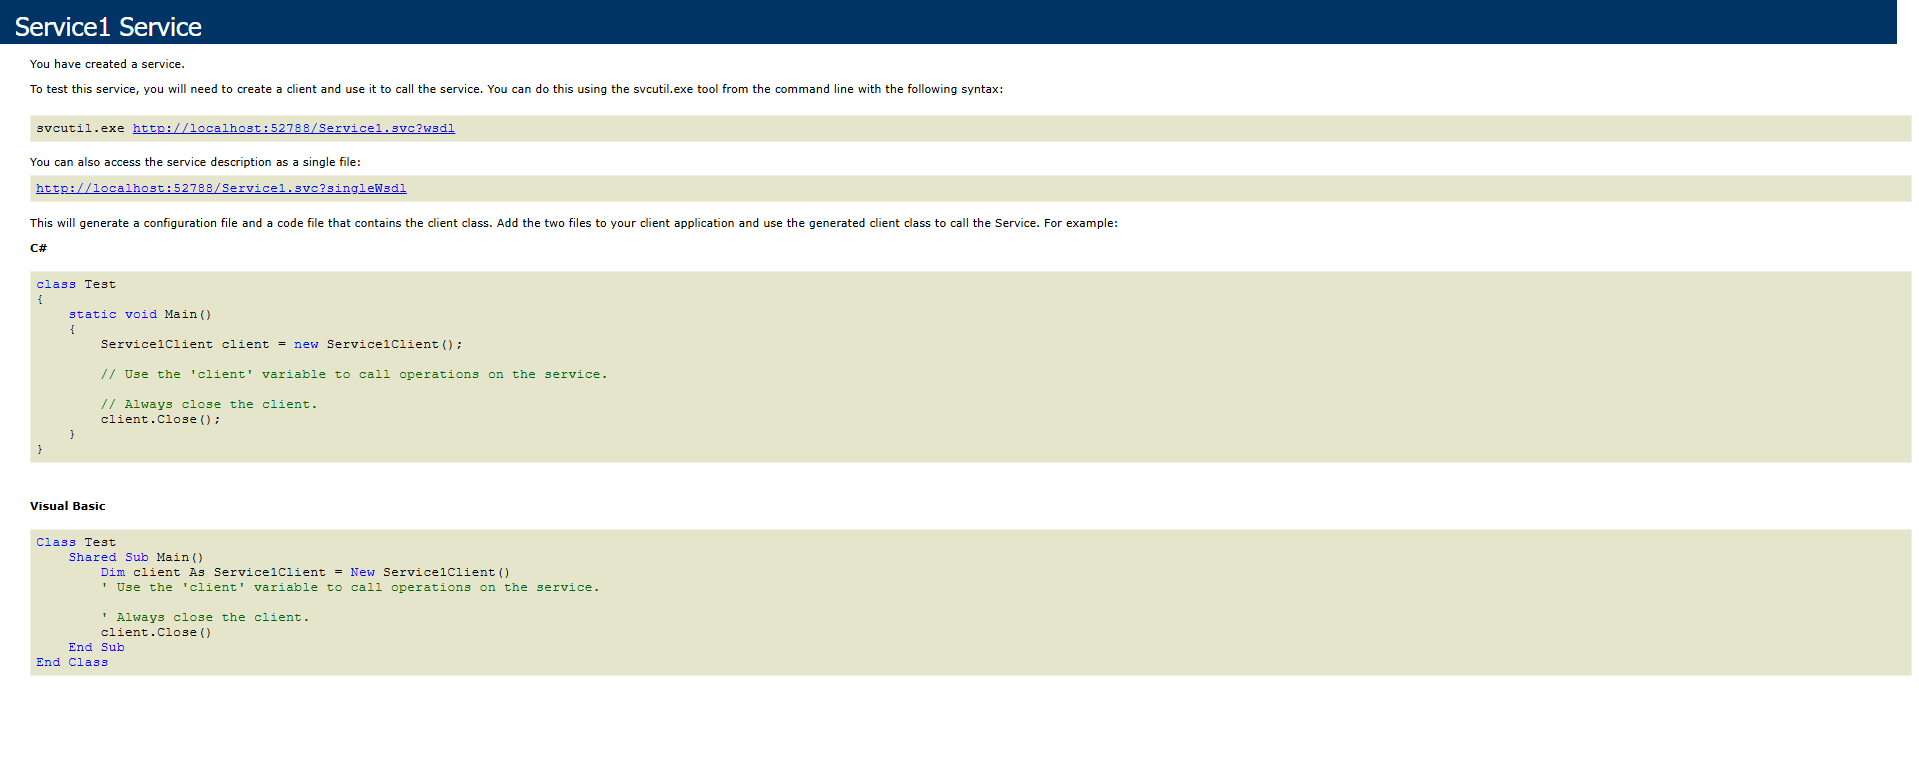 Service1 Service
You have created a service.
To test this service, you will need to create a client and use it to call the service. You can do this using the svcutil.exe tool from the command line with the following syntax:
svcutil.exe http://localhost:52788/Service1.svc?wsdl
You can also access the service description as a single file:
http://localhost:52788/Service1.svc?singleWsdl
This will generate a configuration file and a code file that contains the client class. Add the two files to your client application and use the generated client class to call the Service. For example:
C#
class Test
{
    static void Main()
    {
        Service1Client client = new Service1Client();
        // Use the 'client' variable to call operations on the service.
        // Always close the client.
        client.Close();
    }
}
Visual Basic
Class Test
    Shared Sub Main()
        Dim client As Service1Client = New Service1Client()
        ' Use the 'client' variable to call operations on the service.
        ' Always close the client.
        client.Close()
    End Sub
End Class